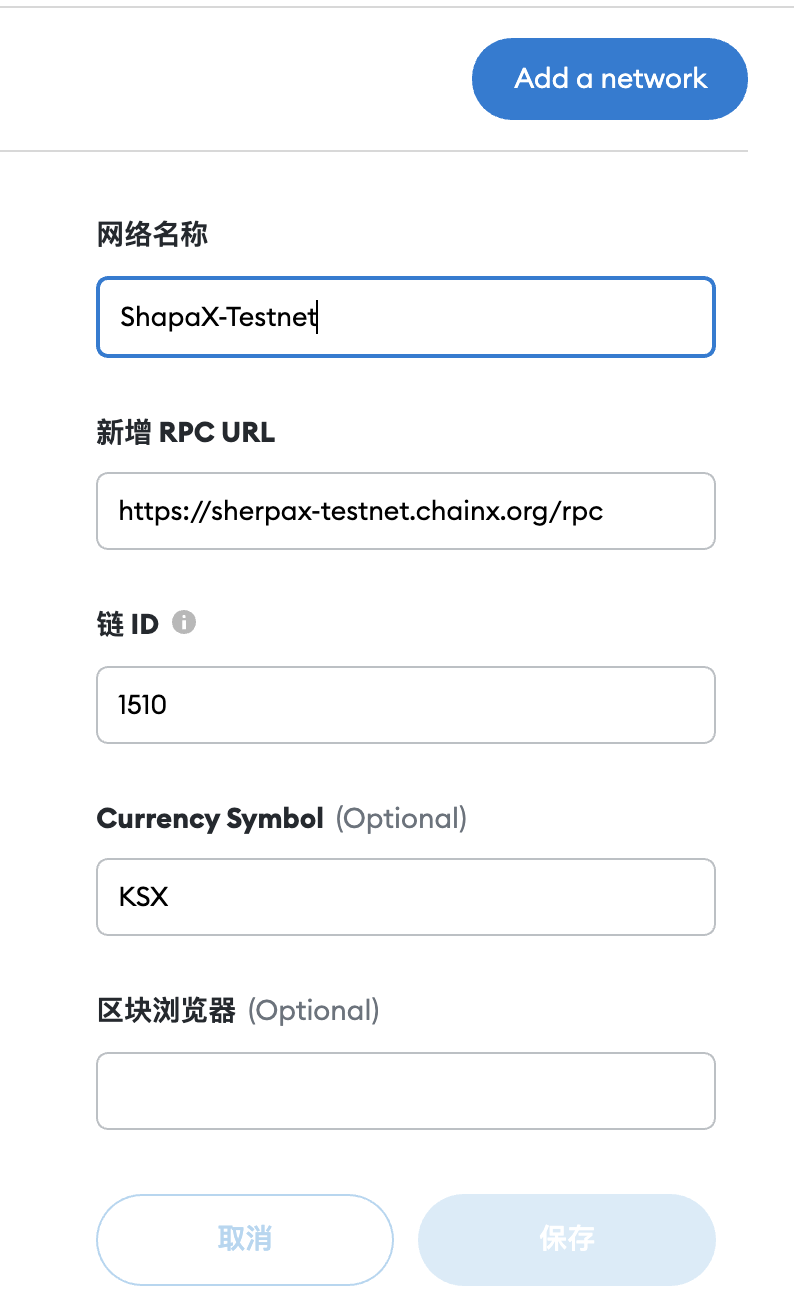 Add a network
网络名称
ShapaX-Testnet
新增 RPC URL
https://sherpax-testnet.chainx.org/rpc
链 ID
1510
Currency Symbol (Optional)
KSX
区块浏览器 (Optional)
取消
保存